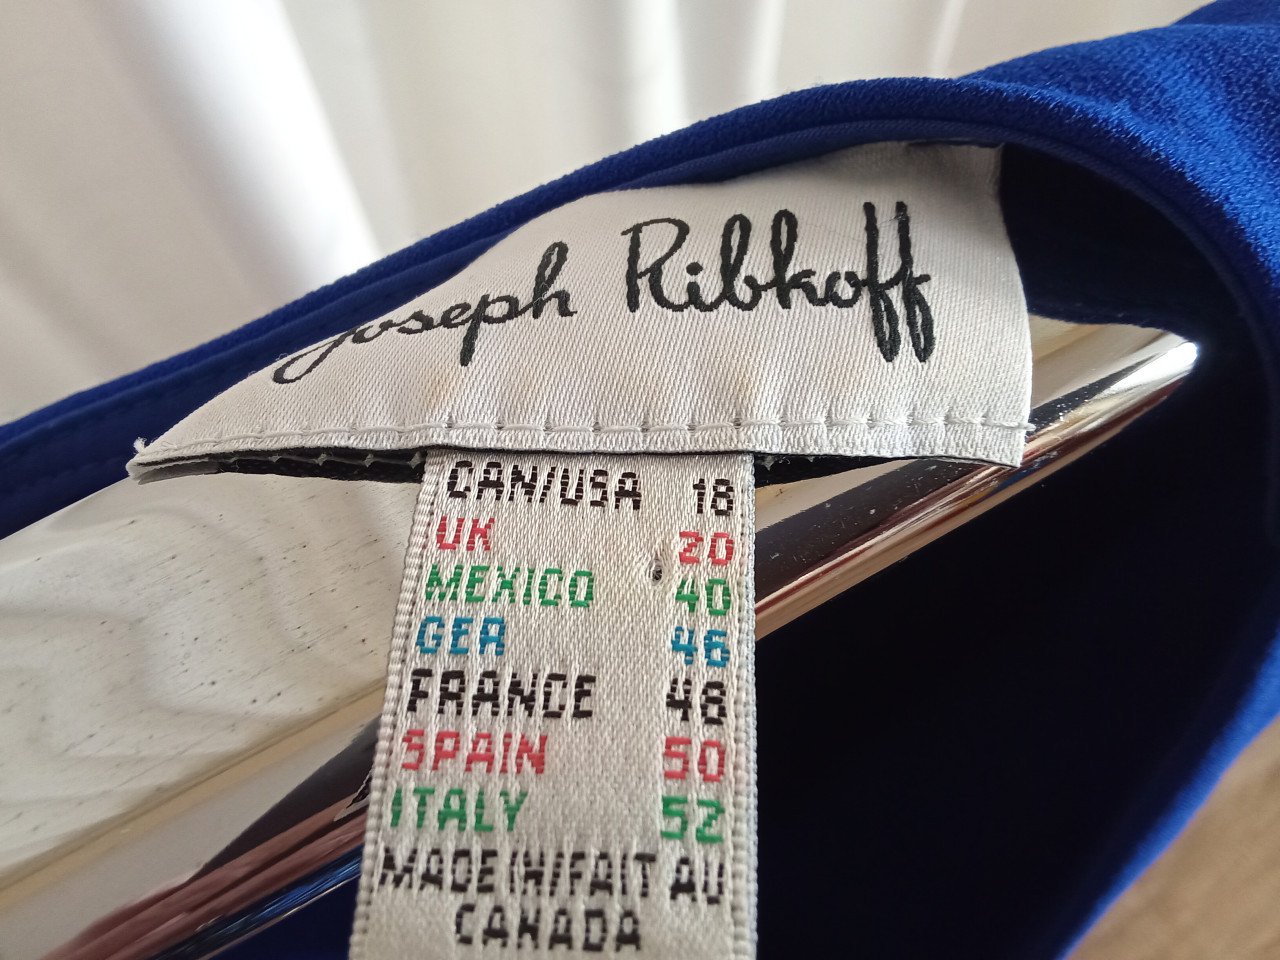 Joseph Ribkoff
CAN/USA 18
UK 20
MEXICO 40
GER 46
FRANCE 48
SPAIN 50
ITALY 52
MADE IN/FAIT AU
CANADA